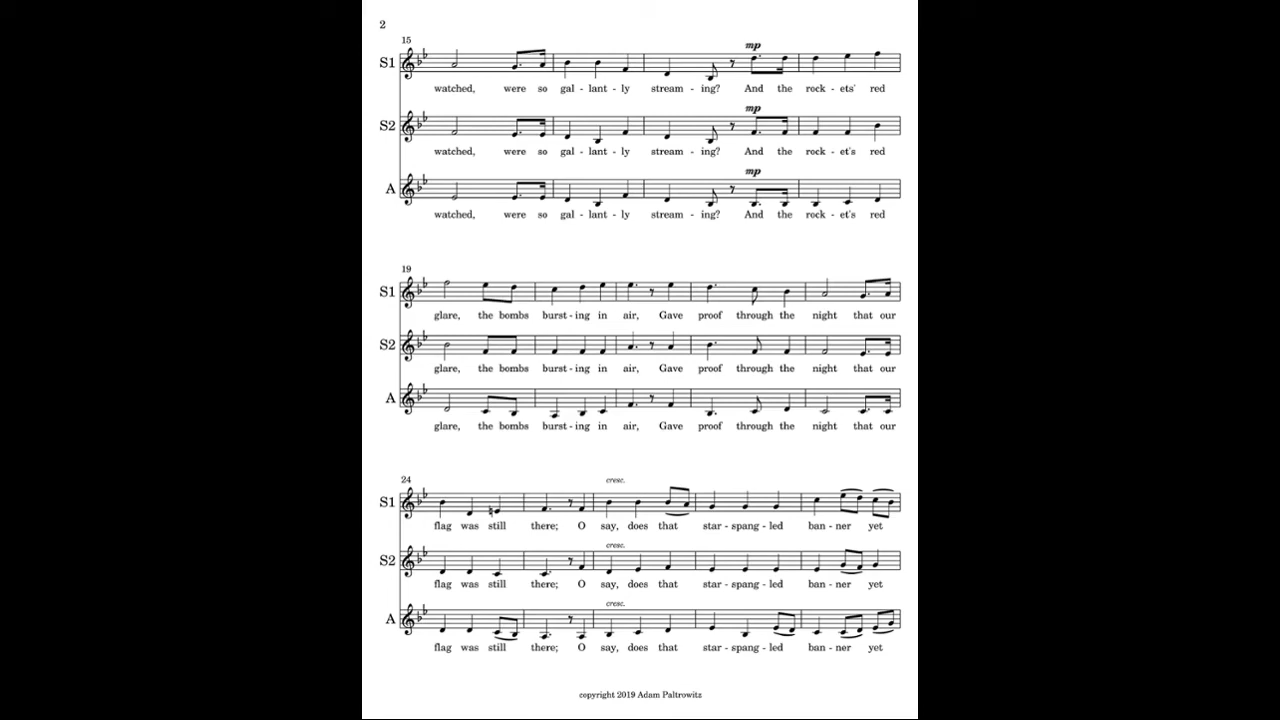 2
15
mp
S1
watched, were so gal - lant - ly stream - ing? And the rock - ets' red
mp
S2
watched, were so gal - lant - ly stream - ing? And the rock - et's red
mp
A
watched, were so gal - lant - ly stream - ing? And the rock - et's red
19
S1
glare, the bombs burst - ing in air, Gave proof through the night that our
S2
glare, the bombs burst - ing in air, Gave proof through the night that our
A
glare, the bombs burst - ing in air, Gave proof through the night that our
24
cresc.
S1
flag was still there; O say, does that star - spang - led ban - ner yet
cresc.
S2
flag was still there; O say, does that star - spang - led ban - ner yet
cresc.
A
flag was still there; O say, does that star - spang - led ban - ner yet
copyright 2019 Adam Paltrowitz